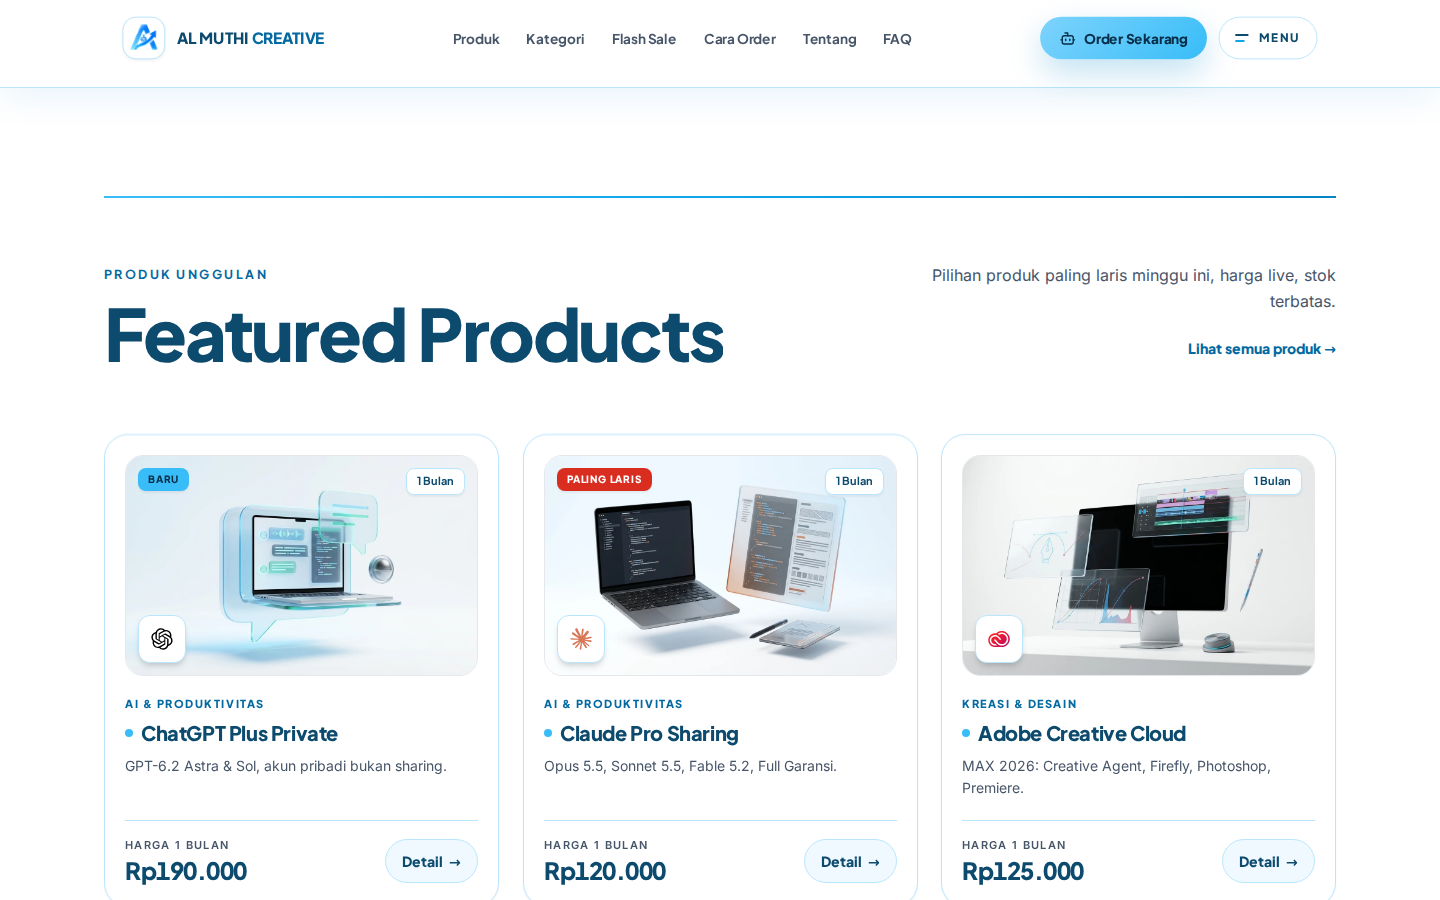 AL MUTHI CREATIVE
Produk
Kategori
Flash Sale
Cara Order
Tentang
FAQ
Order Sekarang
MENU
PRODUK UNGGULAN
Featured Products
Pilihan produk paling laris minggu ini, harga live, stok
terbatas.
Lihat semua produk →
BARU
1 Bulan
AI & PRODUKTIVITAS
ChatGPT Plus Private
GPT-6.2 Astra & Sol, akun pribadi bukan sharing.
HARGA 1 BULAN
Rp190.000
Detail →
PALING LARIS
1 Bulan
AI & PRODUKTIVITAS
Claude Pro Sharing
Opus 5.5, Sonnet 5.5, Fable 5.2, Full Garansi.
HARGA 1 BULAN
Rp120.000
Detail →
1 Bulan
KREASI & DESAIN
Adobe Creative Cloud
MAX 2026: Creative Agent, Firefly, Photoshop,
Premiere.
HARGA 1 BULAN
Rp125.000
Detail →